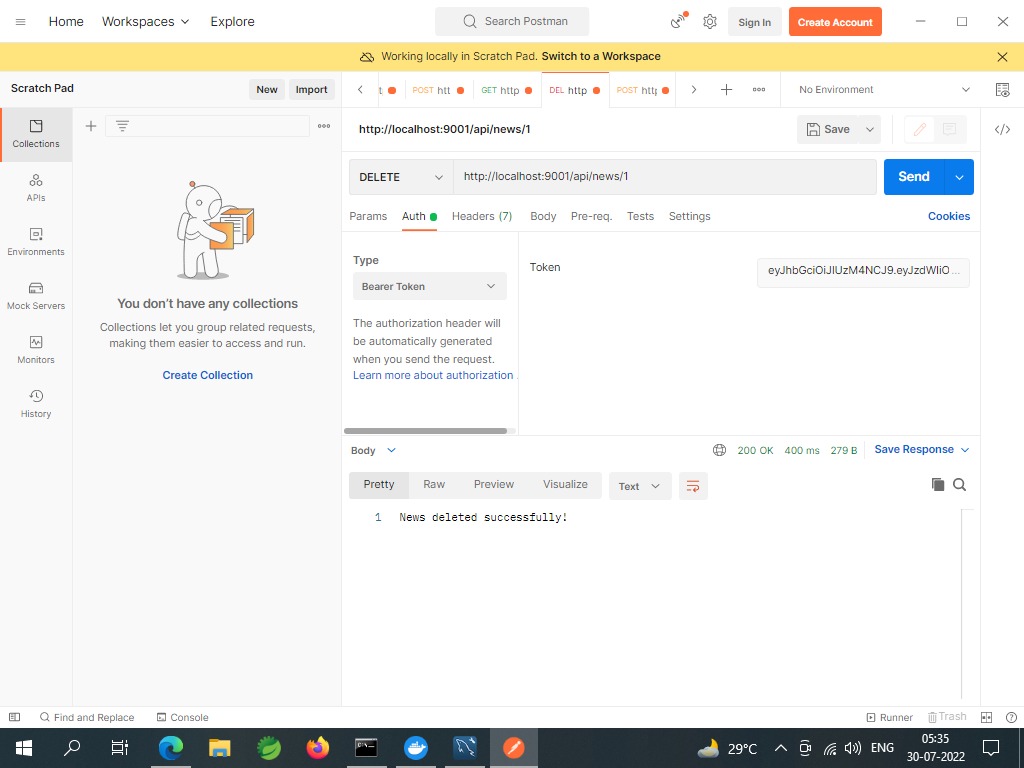 Home
Workspaces
Explore
Search Postman
Sign In
Create Account
Working locally in Scratch Pad. Switch to a Workspace
Scratch Pad
New
Import
t
POST htt
GET http
DEL http
POST http
No Environment
Collections
http://localhost:9001/api/news/1
Save
APIs
DELETE
http://localhost:9001/api/news/1
Send
Params
Auth
Headers (7)
Body
Pre-req.
Tests
Settings
Cookies
Environments
Type
Bearer Token
Token
eyJhbGciOiJIUzM4NCJ9.eyJzdWIiO ...
Mock Servers
You don't have any collections
Collections let you group related requests,
making them easier to access and run.
Create Collection
The authorization header will
be automatically generated
when you send the request.
Learn more about authorization
Monitors
History
Body
200 OK
400 ms
279 B
Save Response
Pretty
Raw
Preview
Visualize
Text
1
News deleted successfully!
Find and Replace
Console
Runner
Trash
29°C
ENG
05:35
30-07-2022